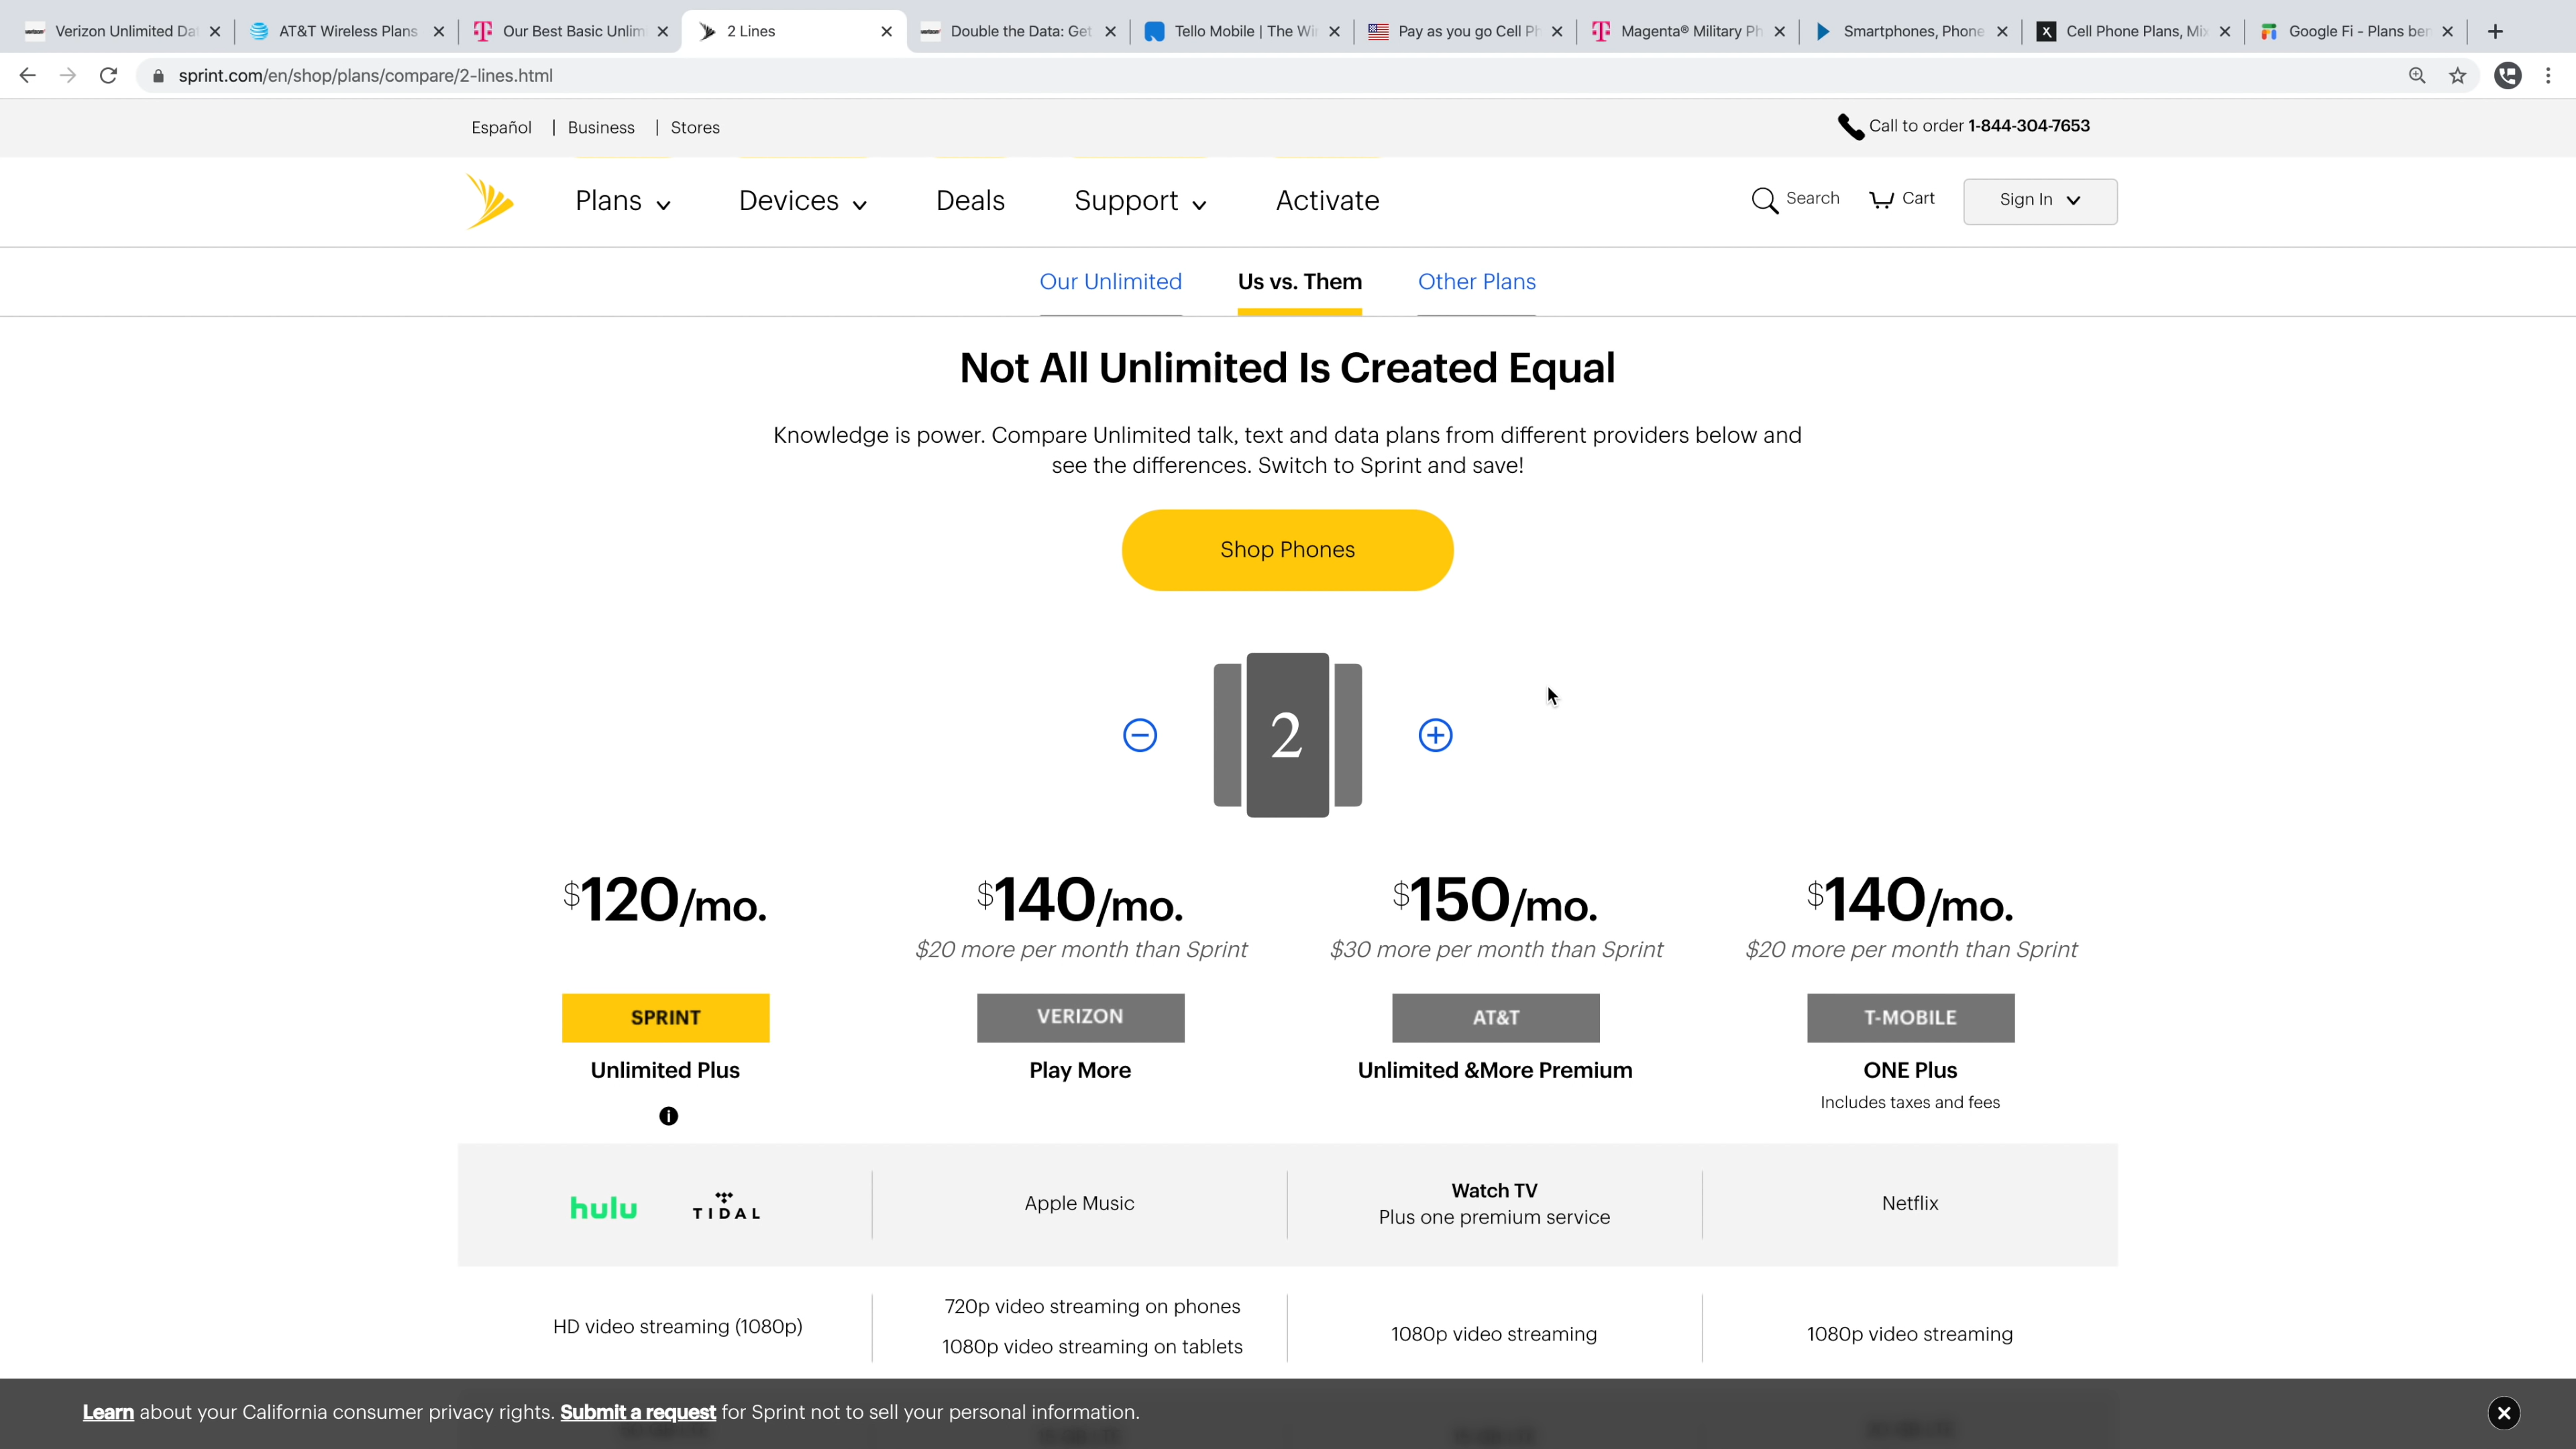 Verizon Unlimited Da
AT&T Wireless Plans
Our Best Basic Unlim
2 Lines
Double the Data: Get
Tello Mobile | The Wir
Pay as you go Cell Ph
Magenta® Military Ph
Smartphones, Phone
Cell Phone Plans, Mix
Google Fi - Plans ben
sprint.com/en/shop/plans/compare/2-lines.html
Español | Business | Stores
Call to order 1-844-304-7653
Plans Devices Deals Support Activate
Search Cart Sign In
Our Unlimited Us vs. Them Other Plans
Not All Unlimited Is Created Equal
Knowledge is power. Compare Unlimited talk, text and data plans from different providers below and
see the differences. Switch to Sprint and save!
Shop Phones
2
$120/mo. $140/mo. $150/mo. $140/mo.
$20 more per month than Sprint $30 more per month than Sprint $20 more per month than Sprint
SPRINT VERIZON AT&T T-MOBILE
Unlimited Plus Play More Unlimited &More Premium ONE Plus
Includes taxes and fees
hulu TIDAL Apple Music Watch TV Netflix
Plus one premium service
HD video streaming (1080p) 720p video streaming on phones 1080p video streaming 1080p video streaming
1080p video streaming on tablets
Learn about your California consumer privacy rights. Submit a request for Sprint not to sell your personal information.